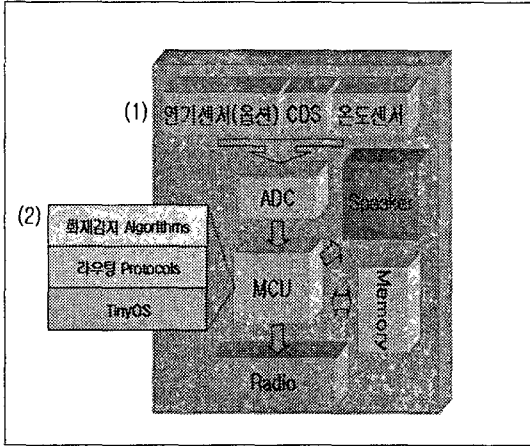 (1) 연기센서(옵션) CDS 온도센서
ADC
Speaker
(2) 화재감지 Algorithms
라우팅 Protocols
TinyOS
MCU
Memory
Radio